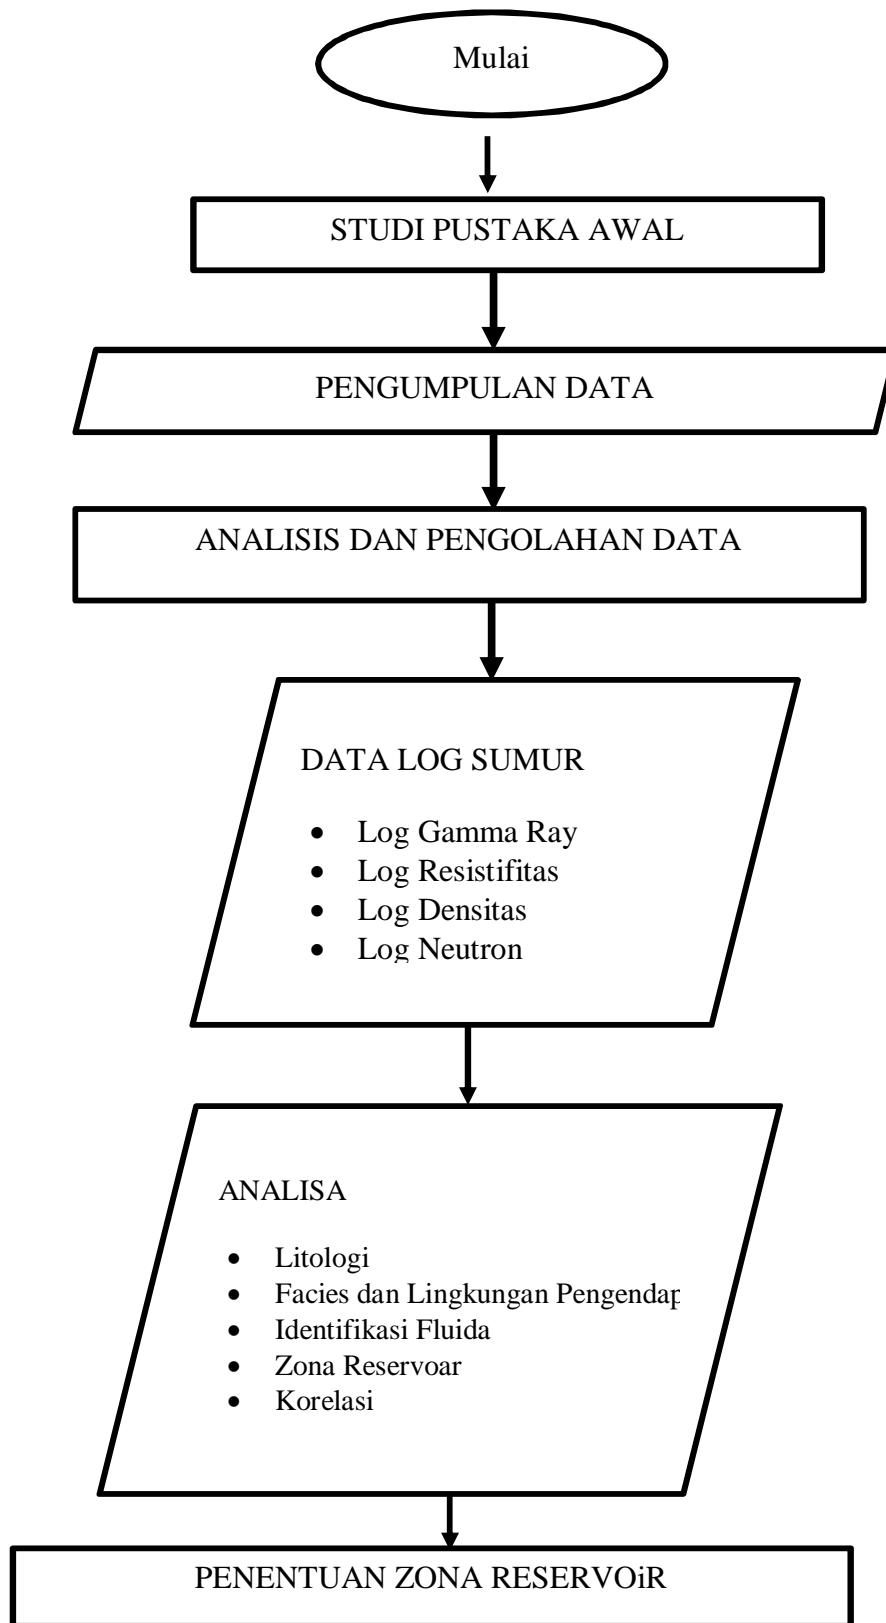 Mulai
STUDI PUSTAKA AWAL
PENGUMPULAN DATA
ANALISIS DAN PENGOLAHAN DATA
DATA LOG SUMUR
• Log Gamma Ray
• Log Resistifitas
• Log Densitas
• Log Neutron
ANALISA
• Litologi
• Facies dan Lingkungan Pengendap
• Identifikasi Fluida
• Zona Reservoar
• Korelasi
PENENTUAN ZONA RESERVOiR